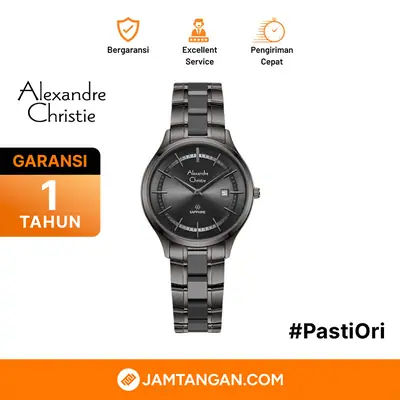 Bergaransi
Excellent
Service
Pengiriman
Cepat
Alexandre
Christie
GARANSI
1
TAHUN
Alexandre
Christie
SAPPHIRE
#PastiOri
JAMTANGAN.COM